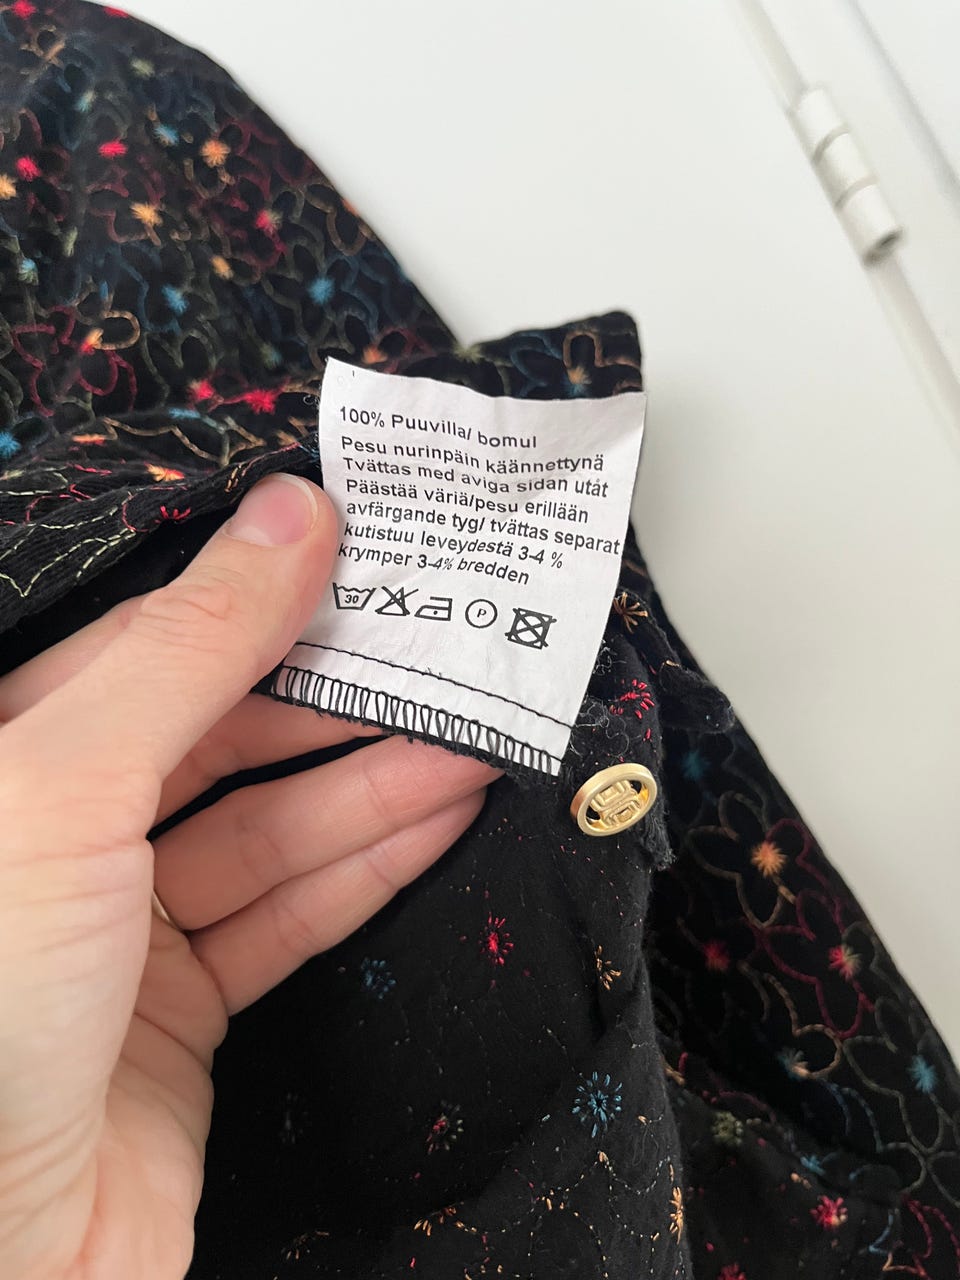 100% Puuvilla/ bomul
Pesu nurinpäin käännettynä
Tvättas med aviga sidan utåt
Päästää väriä/pesu erillään
avfärgande tyg/ tvättas separat
kutistuu leveydestä 3-4 %
krymper 3-4% bredden
30 P